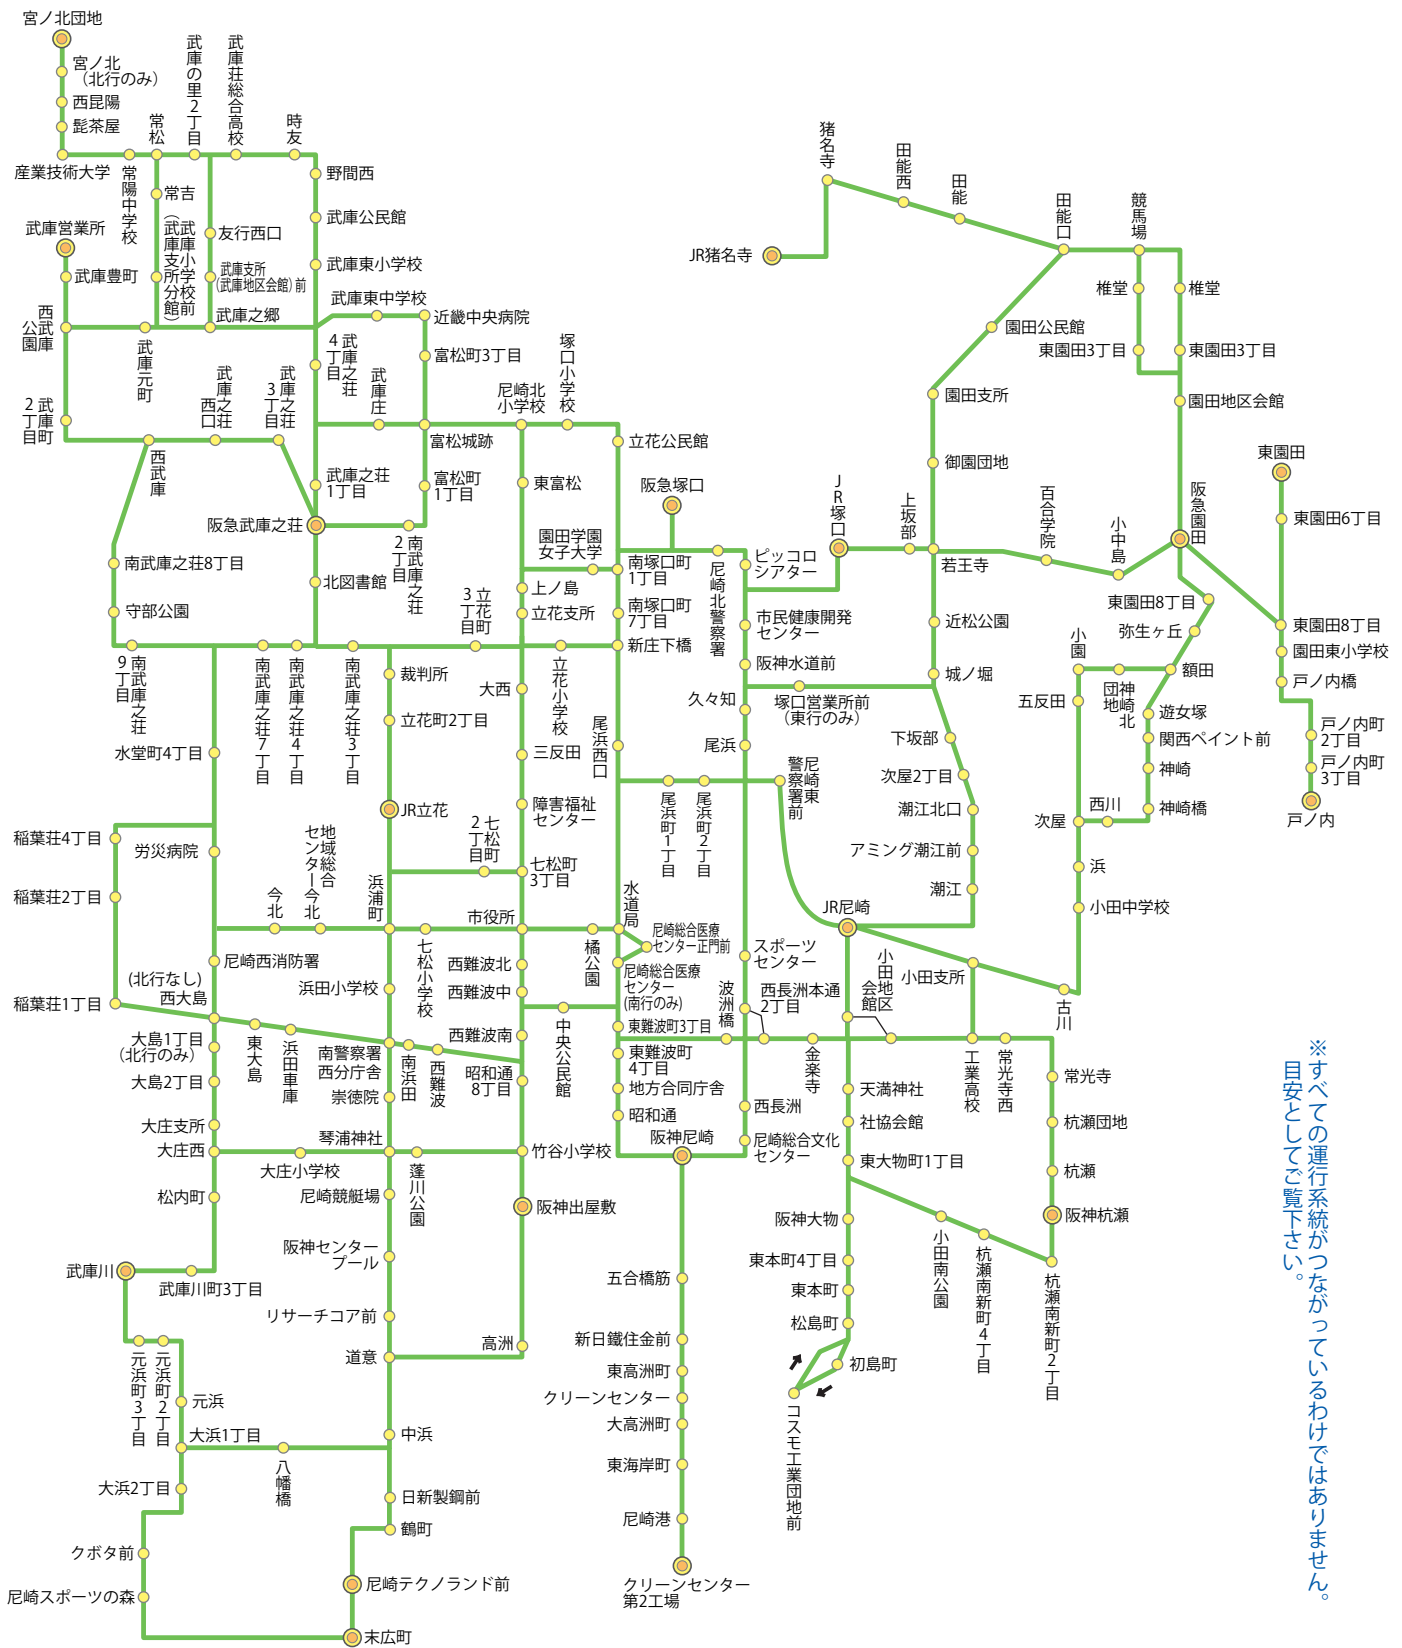 宮ノ北団地
宮ノ北
（北行のみ）
西昆陽
髭茶屋
産業技術大学
常陽中学校
常松
武庫の里2丁目
武庫荘総合高校
時友
常吉
武庫小学校前
（武庫支所分館）
友行西口
武庫支所
（武庫地区会館）前
野間西
武庫公民館
武庫東小学校
武庫営業所
武庫豊町
西武庫
公園
武庫元町
武庫之郷
武庫東中学校
近畿中央病院
富松町3丁目
武庫之荘
4丁目
武庫庄
富松城跡
尼崎北
小学校
塚口小学校
立花公民館
武庫町
2丁目
西武庫
武庫之荘
西口
武庫之荘
3丁目
武庫之荘
1丁目
富松町
1丁目
東富松
阪急武庫之荘
南武庫之荘
2丁目
南武庫之荘8丁目
守部公園
北図書館
園田学園
女子大学
上ノ島
立花支所
立花町
3丁目
阪急塚口
南塚口町
1丁目
南塚口町
7丁目
新庄下橋
尼崎北警察署
ピッコロ
シアター
市民健康開発
センター
阪神水道前
久々知
尾浜
塚口営業所前
（東行のみ）
南武庫之荘
9丁目
南武庫之荘7丁目
南武庫之荘4丁目
南武庫之荘3丁目
裁判所
立花町2丁目
JR立花
大西
立花小学校
三反田
障害福祉
センター
尾浜西口
七松町
2丁目
七松町
3丁目
水堂町4丁目
稲葉荘4丁目
稲葉荘2丁目
稲葉荘1丁目
労災病院
今北
地域総合
センター今北
浜浦町
七松小学校
市役所
橘公園
水道局
尼崎総合医療
センター正門前
尼崎総合医療
センター
(南行のみ)
尼崎西消防署
(北行なし)
西大島
浜田小学校
西難波北
西難波中
西難波南
中央公民館
大島1丁目
（北行のみ）
大島2丁目
東大島
浜田車庫
南警察署
西分庁舎
南浜田
西難波
崇徳院
昭和通
8丁目
大庄支所
大庄西
大庄小学校
琴浦神社
蓬川公園
竹谷小学校
松内町
尼崎競艇場
阪神出屋敷
阪神センター
プール
リサーチコア前
道意
高洲
武庫川
武庫川町3丁目
元浜町3丁目
元浜町2丁目
元浜
大浜1丁目
大浜2丁目
八幡橋
中浜
日新製鋼前
鶴町
クボタ前
尼崎スポーツの森
尼崎テクノランド前
末広町
東難波町3丁目
東難波町
4丁目
地方合同庁舎
昭和通
阪神尼崎
五合橋筋
新日鐵住金前
東高洲町
クリーンセンター
大高洲町
東海岸町
尼崎港
クリーンセンター
第2工場
尾浜町1丁目
尾浜町2丁目
尼崎東
警察署前
スポーツ
センター
波洲橋
西長洲本通
2丁目
金楽寺
西長洲
尼崎総合文化
センター
JR尼崎
小田地区
会館
小田支所
工業高校
常光寺西
常光寺
杭瀬団地
杭瀬
阪神杭瀬
天満神社
社協会館
東大物町1丁目
阪神大物
東本町4丁目
東本町
松島町
初島町
コスモ工業団地前
小田南公園
杭瀬南新町4丁目
杭瀬南新町2丁目
JR猪名寺
猪名寺
田能西
田能
田能口
競馬場
椎堂
椎堂
東園田3丁目
東園田3丁目
園田地区会館
園田公民館
園田支所
御園団地
JR塚口
上坂部
若王寺
百合学院
小中島
阪急園田
近松公園
城ノ堀
下坂部
次屋2丁目
潮江北口
アミング潮江前
潮江
東園田
東園田6丁目
東園田8丁目
園田東小学校
戸ノ内橋
戸ノ内町
2丁目
戸ノ内町
3丁目
戸ノ内
東園田8丁目
弥生ヶ丘
額田
神崎北
団地
小園
五反田
遊女塚
関西ペイント前
神崎
神崎橋
西川
次屋
浜
小田中学校
古川
※すべての運行系統がつながっているわけではありません。
目安としてご覧下さい。